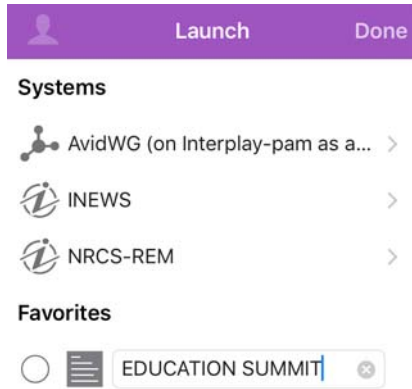 Launch Done
Systems
AvidWG (on Interplay-pam as a...
INEWS
NRCS-REM
Favorites
EDUCATION SUMMIT